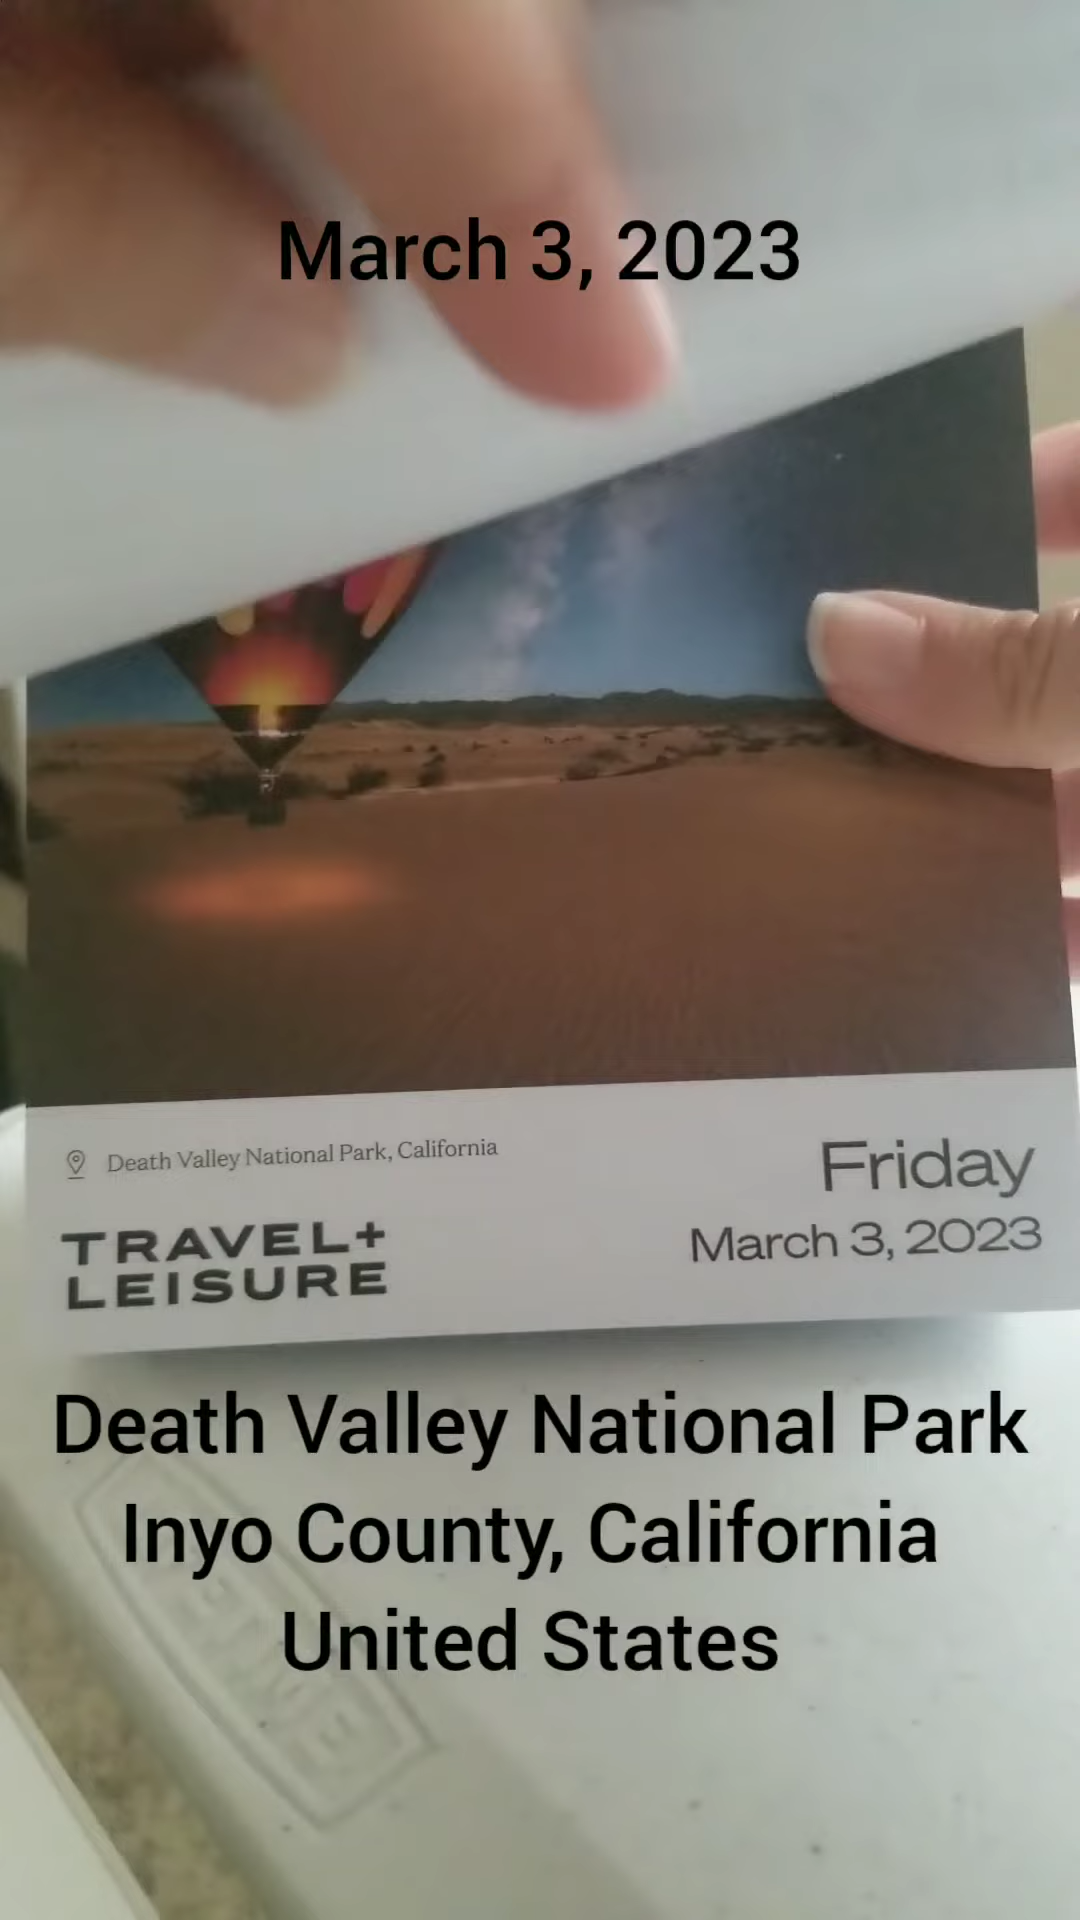 March 3, 2023
Death Valley National Park, California
Friday
TRAVEL+
LEISURE
March 3, 2023
Death Valley National Park
Inyo County, California
United States